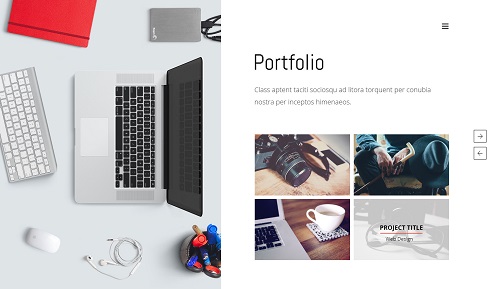 Portfolio
Class aptent taciti sociosqu ad litora torquent per conubia
nostra per inceptos himenaeos.
PROJECT TITLE
Web Design